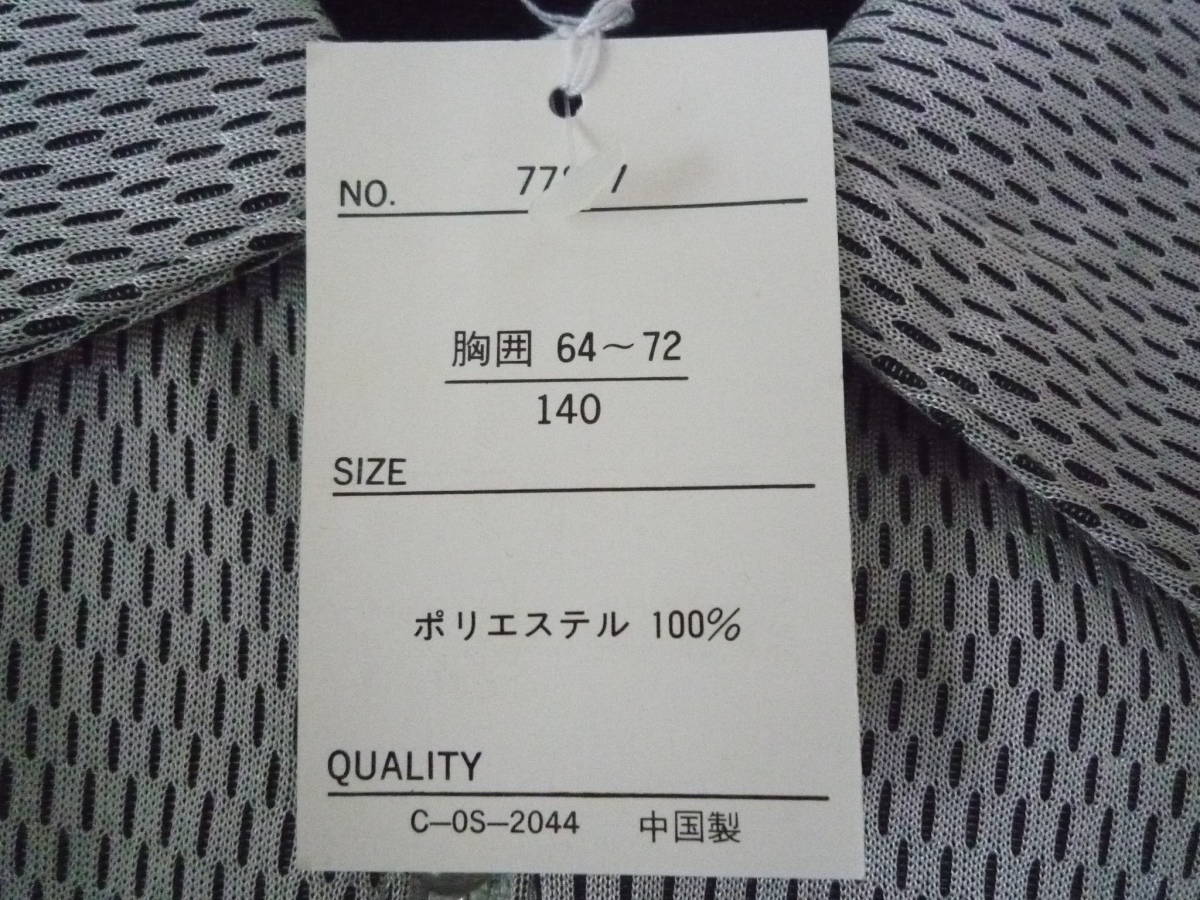 NO.
胸囲 64～72
140
SIZE
ポリエステル 100%
QUALITY
C-OS-2044 中国製